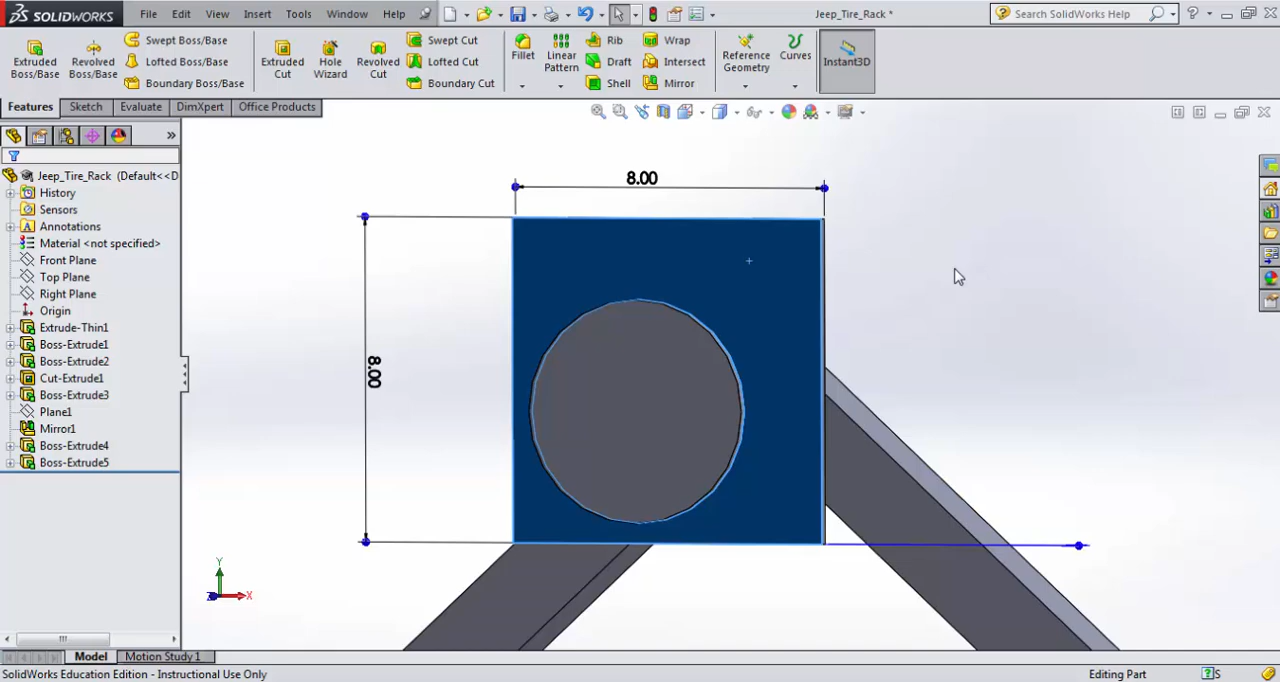 SOLIDWORKS File Edit View Insert Tools Window Help Jeep_Tire_Rack * Search SolidWorks Help
Extruded Boss/Base
Revolved Boss/Base
Swept Boss/Base
Lofted Boss/Base
Boundary Boss/Base
Extruded Cut
Hole Wizard
Revolved Cut
Swept Cut
Lofted Cut
Boundary Cut
Fillet
Linear Pattern
Rib
Draft
Shell
Wrap
Intersect
Mirror
Reference Geometry
Curves
Instant3D
Features Sketch Evaluate DimXpert Office Products
Jeep_Tire_Rack (Default<<D
History
Sensors
Annotations
Material <not specified>
Front Plane
Top Plane
Right Plane
Origin
Extrude-Thin1
Boss-Extrude1
Boss-Extrude2
Cut-Extrude1
Boss-Extrude3
Plane1
Mirror1
Boss-Extrude4
Boss-Extrude5
8.00
8.00
Y
X
Z
Model Motion Study 1
SolidWorks Education Edition - Instructional Use Only Editing Part